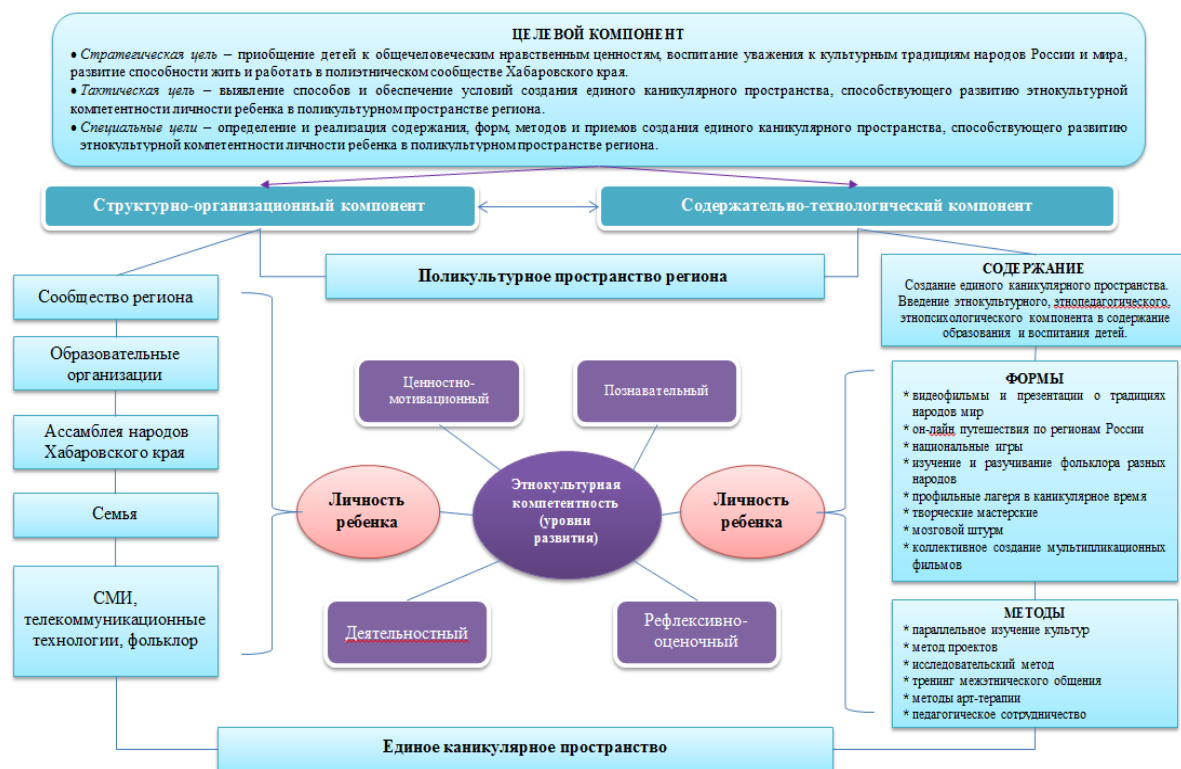 ЦЕЛЕВОЙ КОМПОНЕНТ
● Стратегическая цель – приобщение детей к общечеловеческим нравственным ценностям, воспитание уважения к культурным традициям народов России и мира,
развитие способности жить и работать в полиэтническом сообществе Хабаровского края.
● Тактическая цель – выявление способов и обеспечение условий создания единого каникулярного пространства, способствующего развитию этнокультурной
компетентности личности ребенка в поликультурном пространстве региона.
● Специальные цели – определение и реализация содержания, форм, методов и приемов создания единого каникулярного пространства, способствующего развитию
этнокультурной компетентности личности ребенка в поликультурном пространстве региона.
Структурно-организационный компонент
Содержательно-технологический компонент
Поликультурное пространство региона
Сообщество региона
Образовательные
организации
Ассамблея народов
Хабаровского края
Семья
СМИ,
телекоммуникационные
технологии, фольклор
Ценностно-
мотивационный
Познавательный
Личность
ребенка
Этнокультурная
компетентность
(уровни
развития)
Личность
ребенка
Деятельностный
Рефлексивно-
оценочный
СОДЕРЖАНИЕ
Создание единого каникулярного пространства.
Введение этнокультурного, этнопедагогического,
этнопсихологического компонента в содержание
образования и воспитания детей.
ФОРМЫ
* видеофильмы и презентации о традициях
народов мир
* он-лайн путешествия по регионам России
* национальные игры
* изучение и разучивание фольклора разных
народов
* профильные лагеря в каникулярное время
* творческие мастерские
* мозговой штурм
* коллективное создание мультипликационных
фильмов
МЕТОДЫ
* параллельное изучение культур
* метод проектов
* исследовательский метод
* тренинг межэтнического общения
* методы арт-терапии
* педагогическое сотрудничество
Единое каникулярное пространство